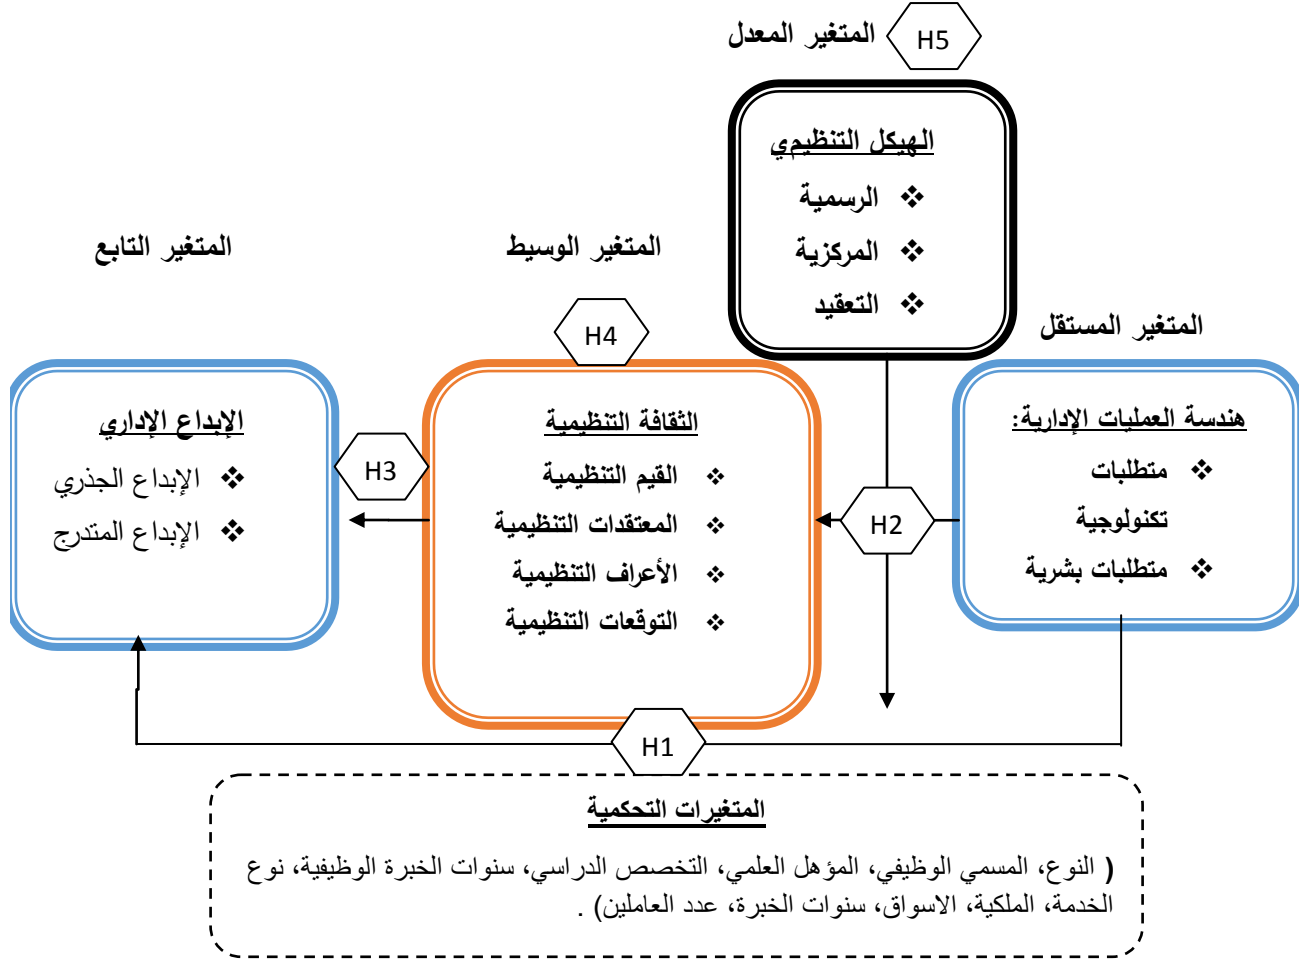 المتغير المعدل
H5
الهيكل التنظيمي
❖ الرسمية
❖ المركزية
❖ التعقيد
المتغير المستقل
هندسة العمليات الإدارية:
❖ متطلبات
تكنولوجية
❖ متطلبات بشرية
H2
المتغير الوسيط
H4
الثقافة التنظيمية
❖ القيم التنظيمية
❖ المعتقدات التنظيمية
❖ الأعراف التنظيمية
❖ التوقعات التنظيمية
H3
المتغير التابع
الإبداع الإداري
❖ الإبداع الجذري
❖ الإبداع المتدرج
H1
المتغيرات التحكمية
( النوع، المسمي الوظيفي، المؤهل العلمي، التخصص الدراسي، سنوات الخبرة الوظيفية، نوع
الخدمة، الملكية، الاسواق، سنوات الخبرة، عدد العاملين) .